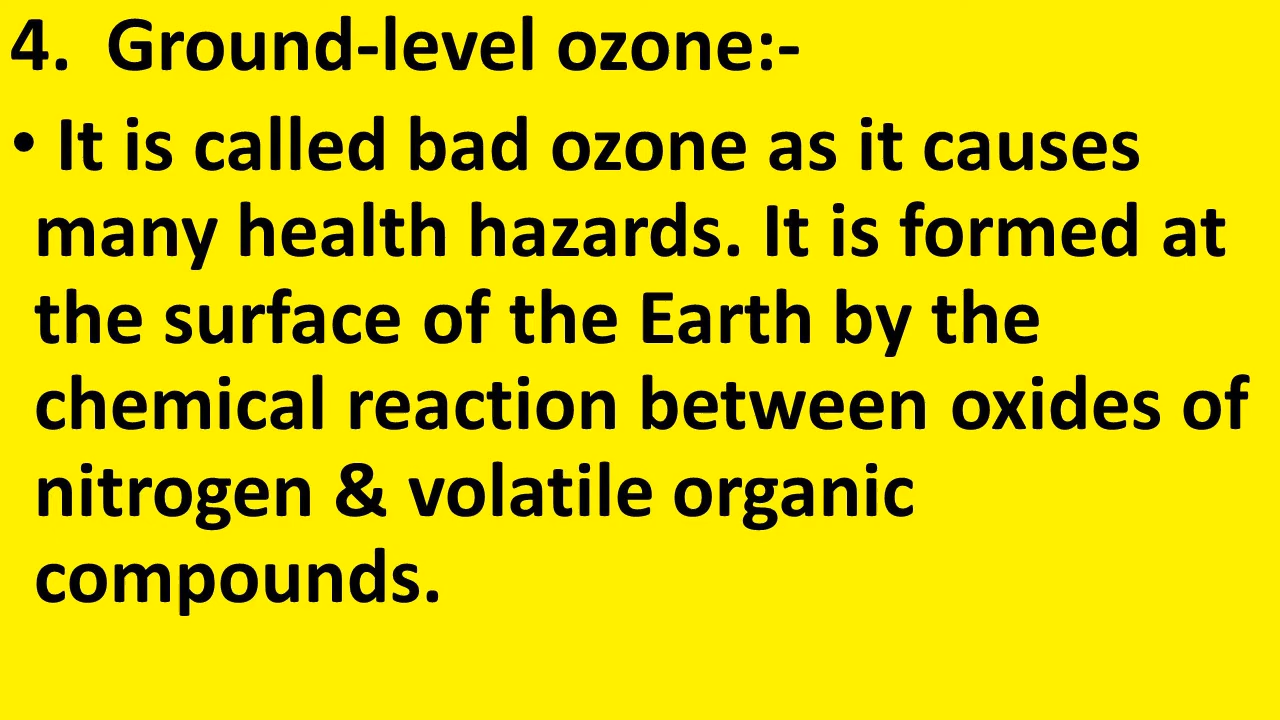 4.  Ground-level ozone:-
• It is called bad ozone as it causes
many health hazards. It is formed at
the surface of the Earth by the
chemical reaction between oxides of
nitrogen & volatile organic
compounds.